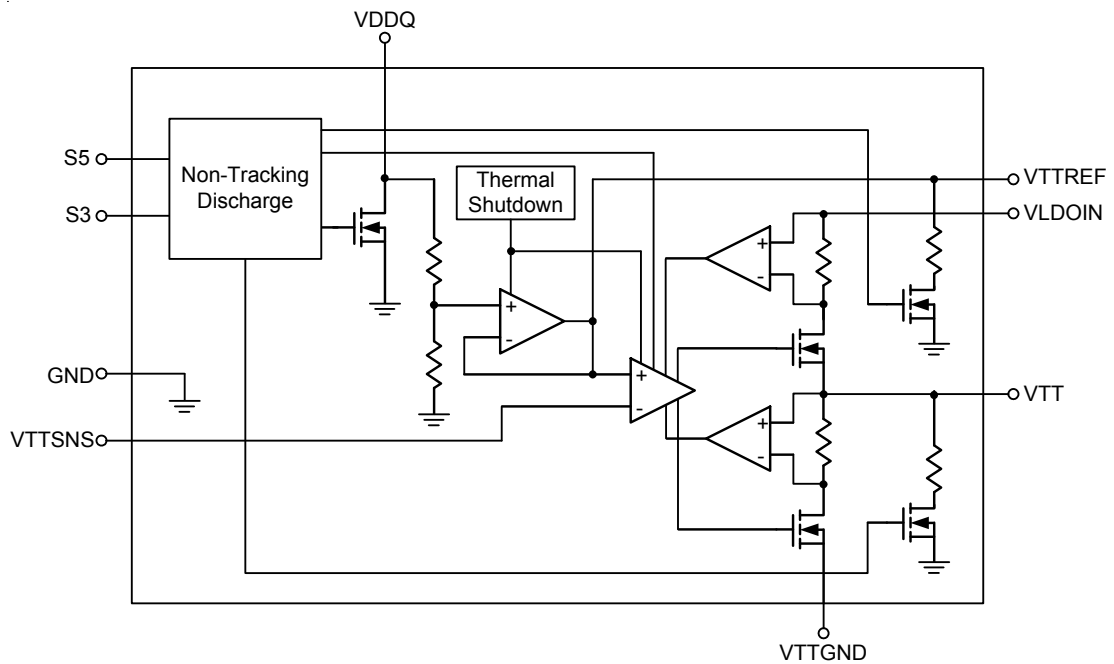 VDDQ
S5
S3
Non-Tracking
Discharge
Thermal
Shutdown
VTTREF
VLDOIN
+
-
+
-
GND
+
-
VTT
VTTSNS
+
-
VTTGND